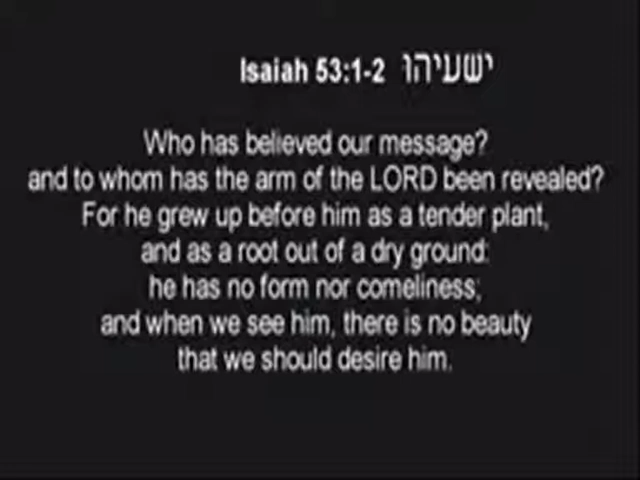 Isaiah 53:1-2 ישעיהו
Who has believed our message?
and to whom has the arm of the LORD been revealed?
For he grew up before him as a tender plant,
and as a root out of a dry ground:
he has no form nor comeliness;
and when we see him, there is no beauty
that we should desire him.